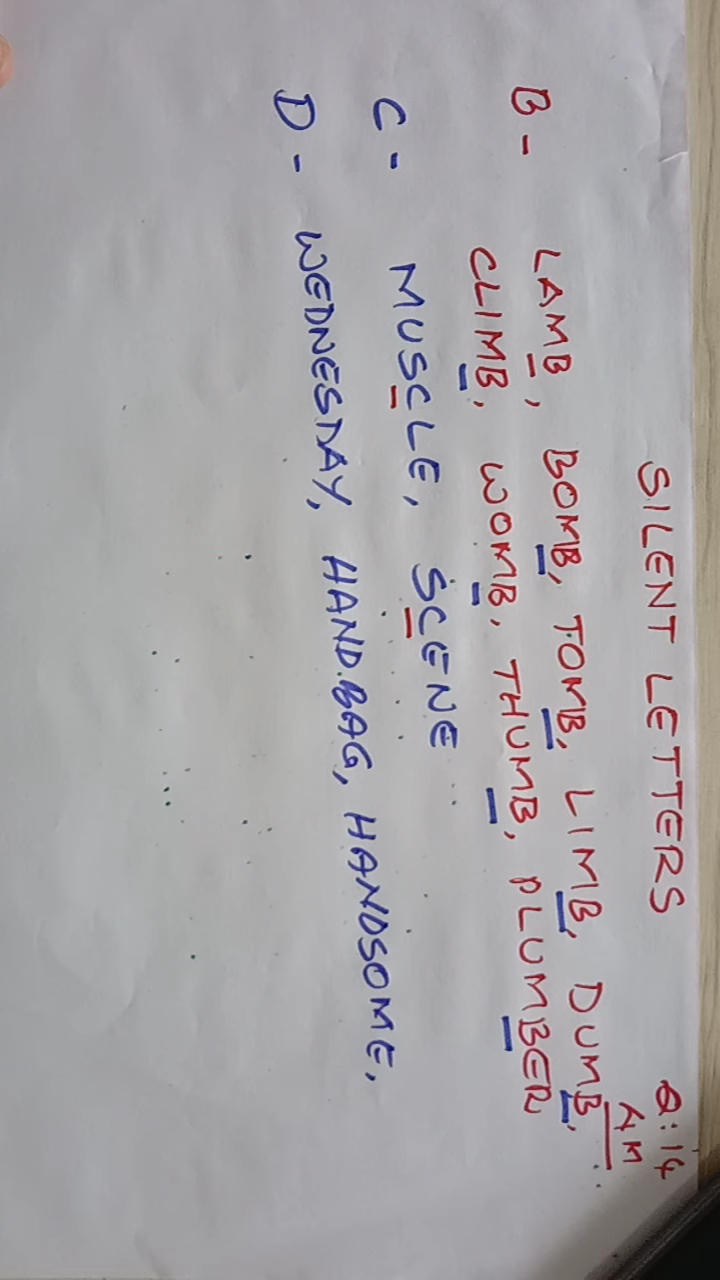 8:14
AM
SILENT LETTERS
B - LAMB, BOMB, TOMB, LIMB, DUMB,
CLIMB, WOMB, THUMB, PLUMBER
C - MUSCLE, SCENE
D - WEDNESDAY, HANDBAG, HANDSOME,